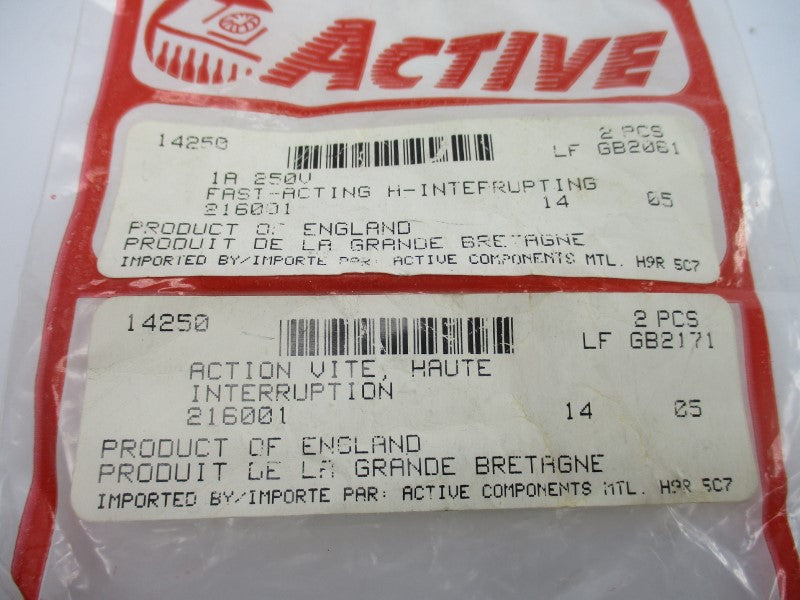 ACTIVE
14250
2 PCS
LF GB2081
1A 250V
FAST-ACTING H-INTERRUPTING
216001 14 05
PRODUCT OF ENGLAND
PRODUIT DE LA GRANDE BRETAGNE
IMPORTED BY/IMPORTE PAR: ACTIVE COMPONENTS MTL. H9R 5C7
14250
2 PCS
LF GB2171
ACTION VITE, HAUTE
INTERRUPTION
216001 14 05
PRODUCT OF ENGLAND
PRODUIT DE LA GRANDE BRETAGNE
IMPORTED BY/IMPORTE PAR: ACTIVE COMPONENTS MTL. H9R 5C7